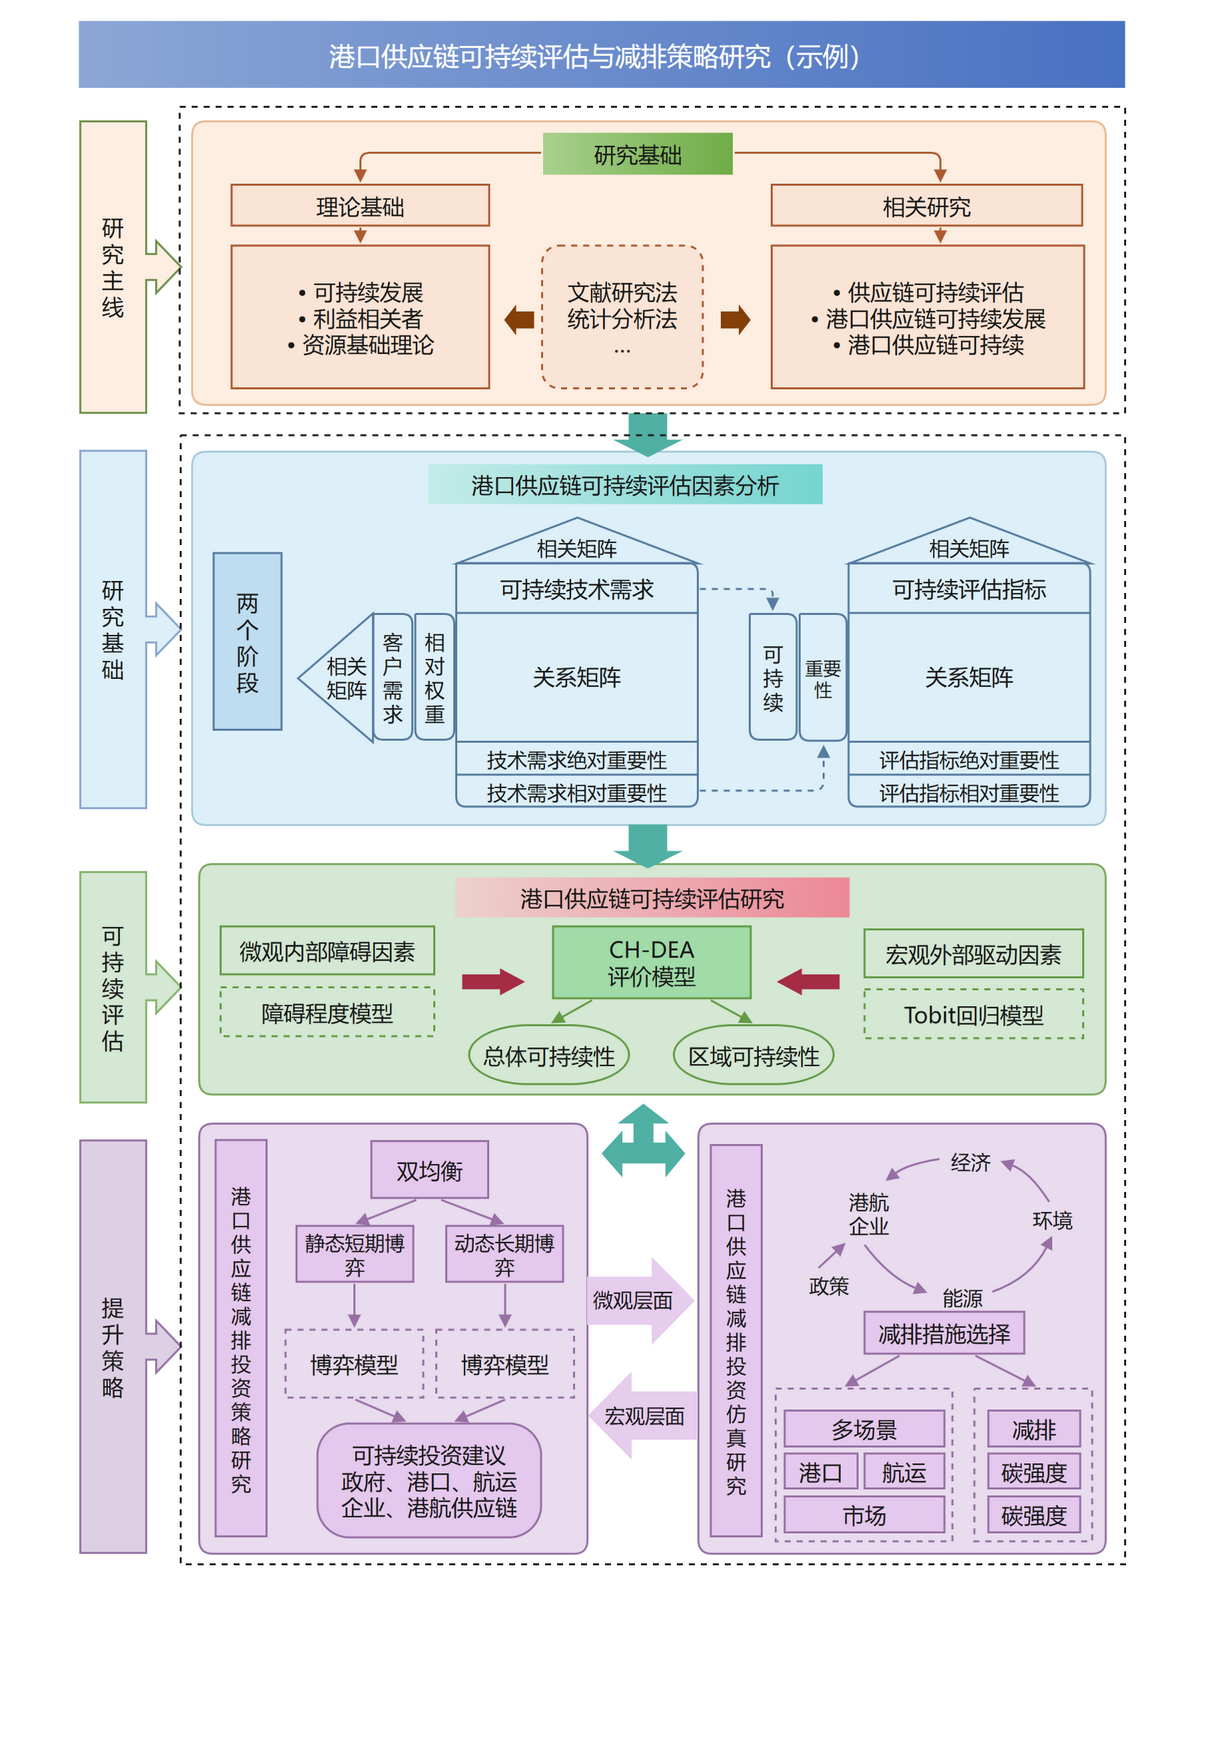 港口供应链可持续评估与减排策略研究（示例）
研究主线
研究基础
理论基础
相关研究
• 可持续发展
• 利益相关者
• 资源基础理论
文献研究法
统计分析法
...
• 供应链可持续评估
• 港口供应链可持续发展
• 港口供应链可持续
研究基础
港口供应链可持续评估因素分析
两个阶段
相关
矩阵
客户需求
相对权重
相关矩阵
可持续技术需求
关系矩阵
技术需求绝对重要性
技术需求相对重要性
可持续
重要
性
相关矩阵
可持续评估指标
关系矩阵
评估指标绝对重要性
评估指标相对重要性
可持续评估
港口供应链可持续评估研究
微观内部障碍因素
障碍程度模型
CH-DEA
评价模型
总体可持续性
区域可持续性
宏观外部驱动因素
Tobit回归模型
提升策略
港口供应链减排投资策略研究
双均衡
静态短期博
弈
动态长期博
弈
博弈模型
博弈模型
可持续投资建议
政府、港口、航运
企业、港航供应链
微观层面
宏观层面
港口供应链减排投资仿真研究
经济
港航
企业
环境
政策
能源
减排措施选择
多场景
港口
航运
市场
减排
碳强度
碳强度